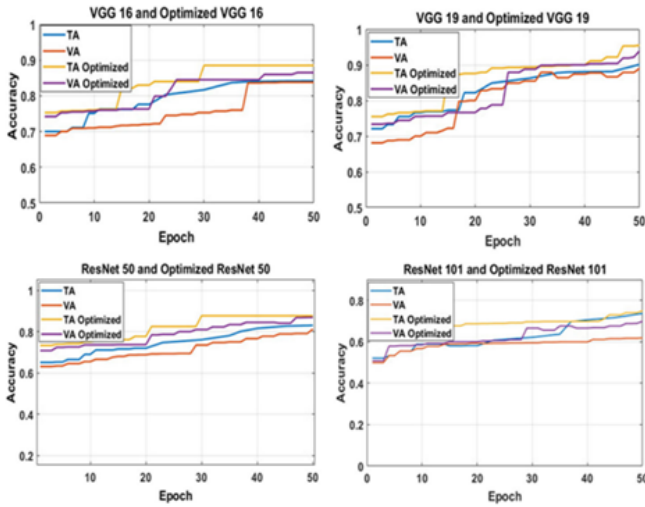 VGG 16 and Optimized VGG 16
1
0.9
0.8
0.7
0.6
0.5
Accuracy
TA
VA
TA Optimized
VA Optimized
0 10 20 30 40 50
Epoch
VGG 19 and Optimized VGG 19
1
0.9
0.8
0.7
0.6
0.5
Accuracy
TA
VA
TA Optimized
VA Optimized
0 10 20 30 40 50
Epoch
ResNet 50 and Optimized ResNet 50
1
0.8
0.6
0.4
0.2
Accuracy
TA
VA
TA Optimized
VA Optimized
10 20 30 40 50
Epoch
ResNet 101 and Optimized ResNet 101
0.8
0.6
0.4
0.2
0
Accuracy
TA
VA
TA Optimized
VA Optimized
0 10 20 30 40 50
Epoch